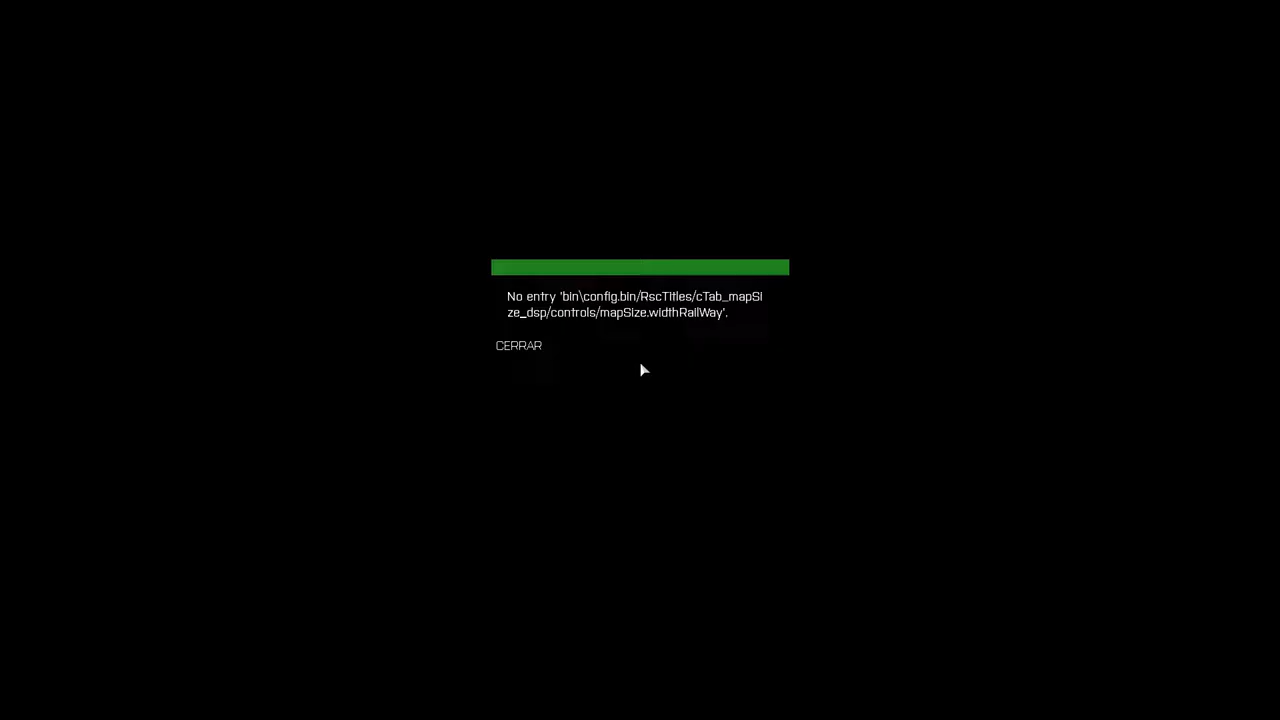 No entry 'bin\config.bin/RscTitles/cTab_mapSi
ze_dsp/controls/mapSize.widthRailWay'.
CERRAR